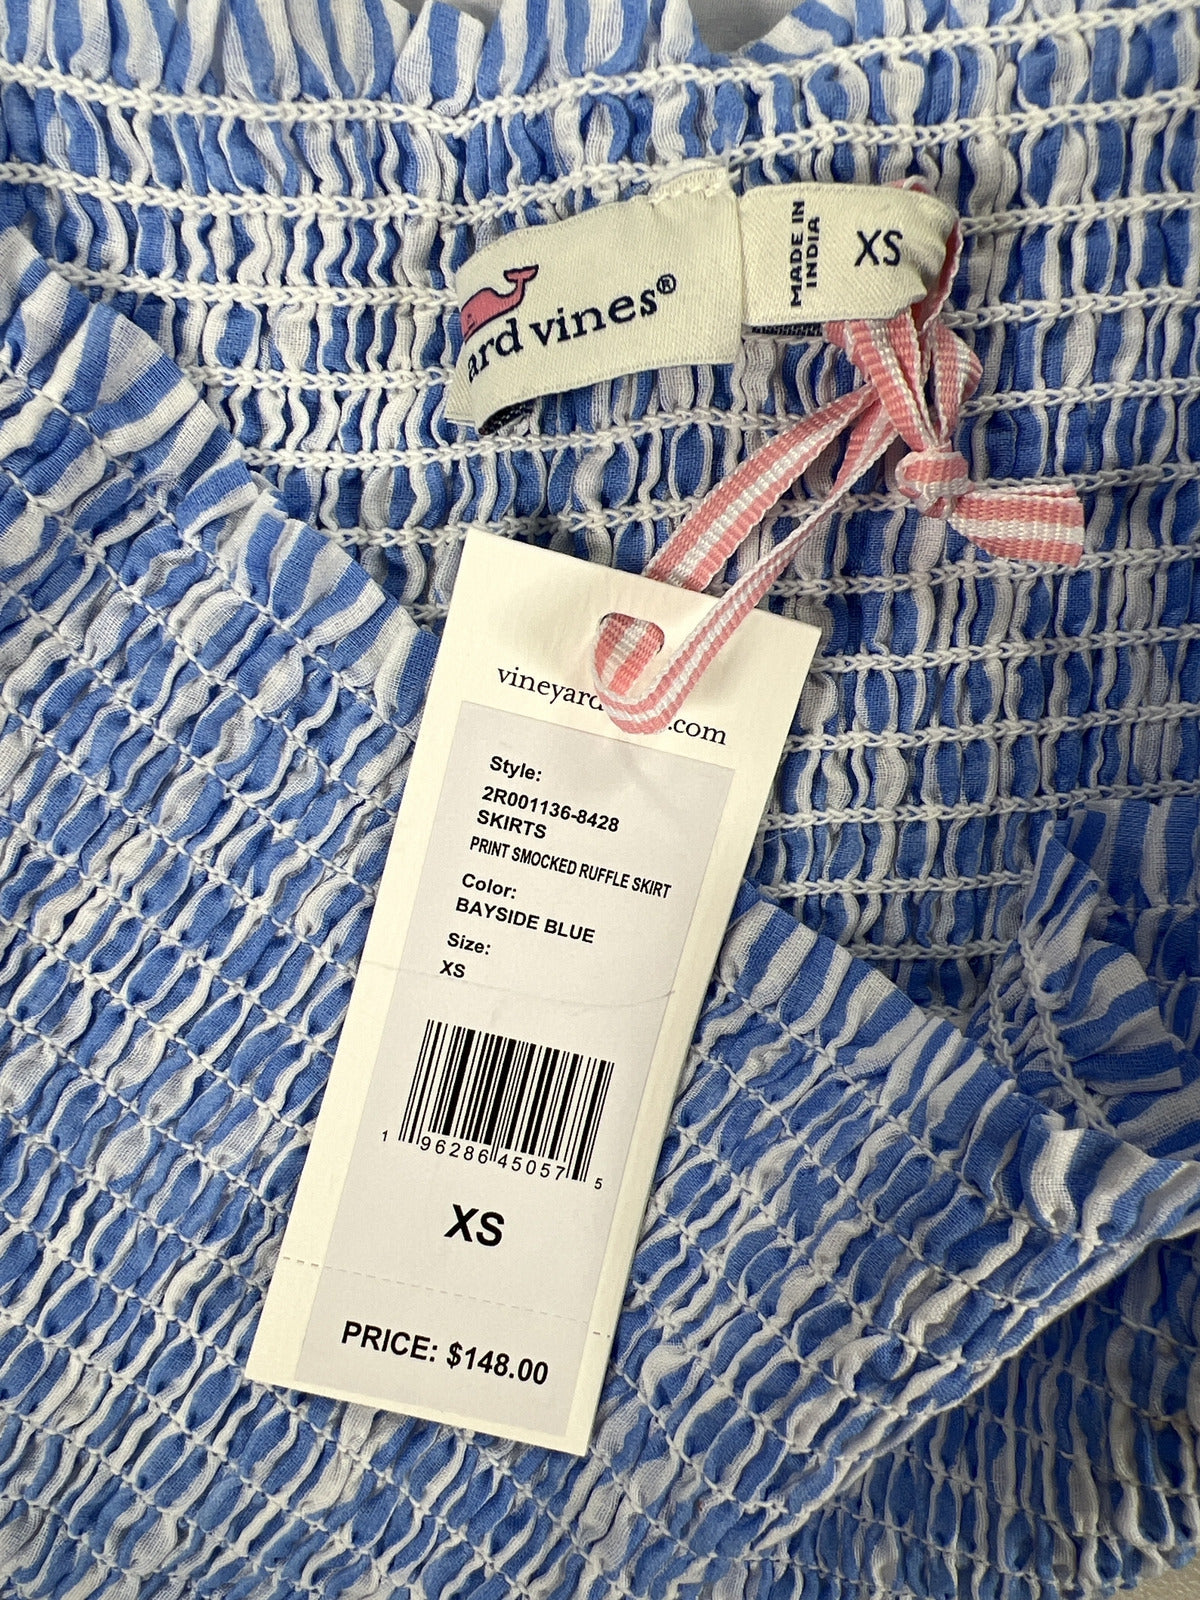 ard vines®
MADE IN
INDIA
XS
vineyard .com
Style:
2R001136-8428
SKIRTS
PRINT SMOCKED RUFFLE SKIRT
Color:
BAYSIDE BLUE
Size:
XS
1 96286 45057 5
XS
PRICE: $148.00